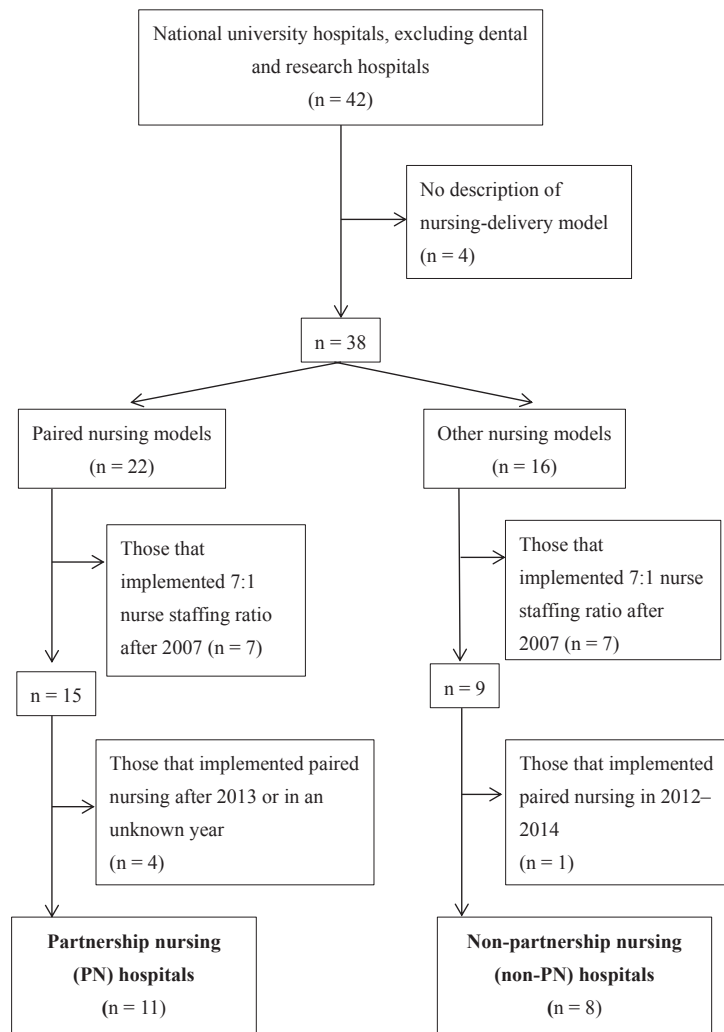 National university hospitals, excluding dental
and research hospitals
(n = 42)
No description of
nursing-delivery model
(n = 4)
n = 38
Paired nursing models
(n = 22)
Other nursing models
(n = 16)
Those that
implemented 7:1
nurse staffing ratio
after 2007 (n = 7)
Those that
implemented 7:1 nurse
staffing ratio after
2007 (n = 7)
n = 15
n = 9
Those that implemented paired
nursing after 2013 or in an
unknown year
(n = 4)
Those that implemented
paired nursing in 2012–
2014
(n = 1)
Partnership nursing
(PN) hospitals
(n = 11)
Non-partnership nursing
(non-PN) hospitals
(n = 8)